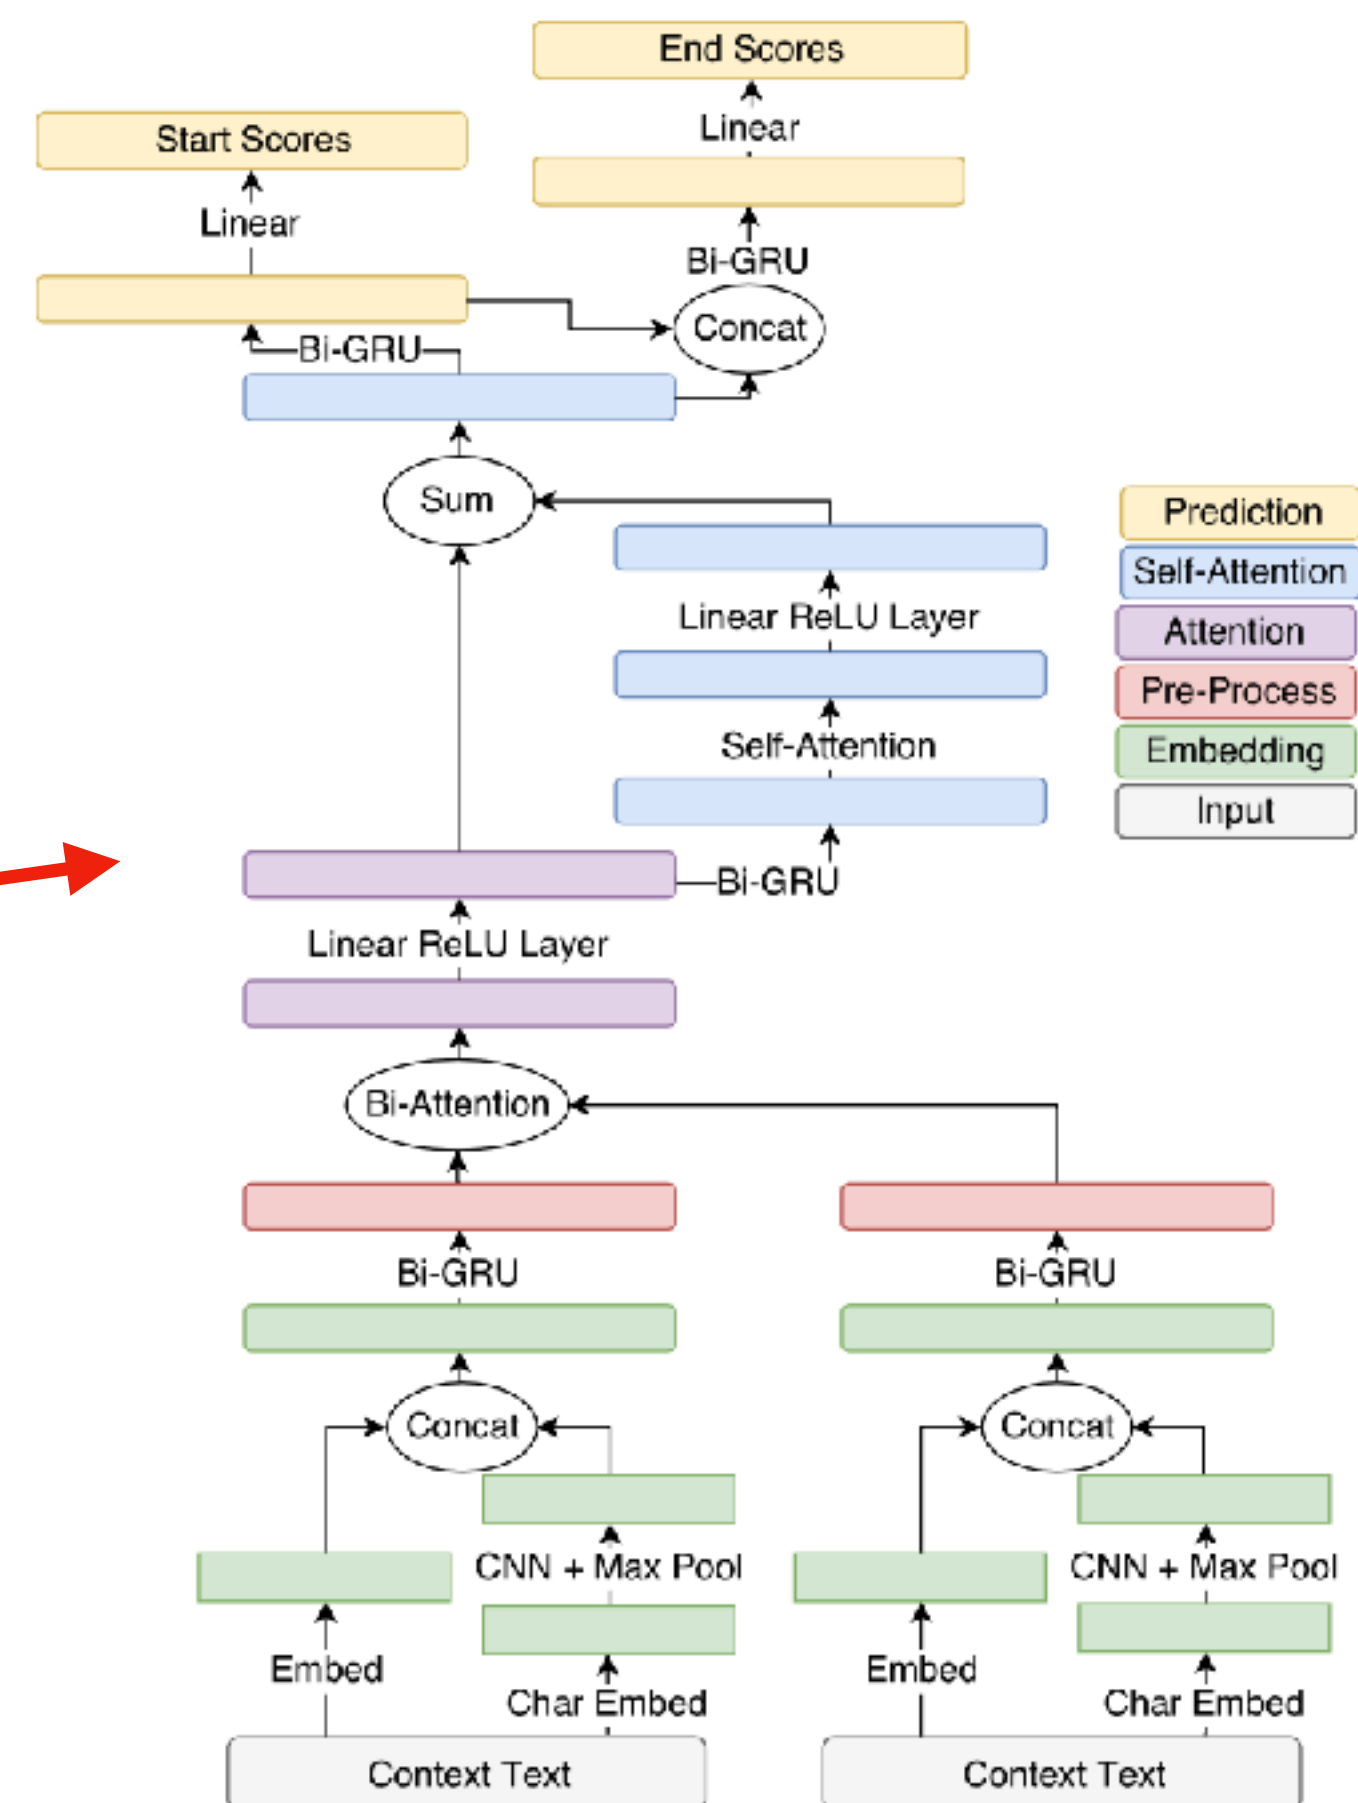 End Scores
Start Scores
Linear
Linear
Bi-GRU
Concat
Bi-GRU
Sum
Prediction
Self-Attention
Attention
Pre-Process
Embedding
Input
Linear ReLU Layer
Self-Attention
Bi-GRU
Linear ReLU Layer
Bi-Attention
Bi-GRU
Bi-GRU
Concat
Concat
CNN + Max Pool
CNN + Max Pool
Embed
Char Embed
Embed
Char Embed
Context Text
Context Text